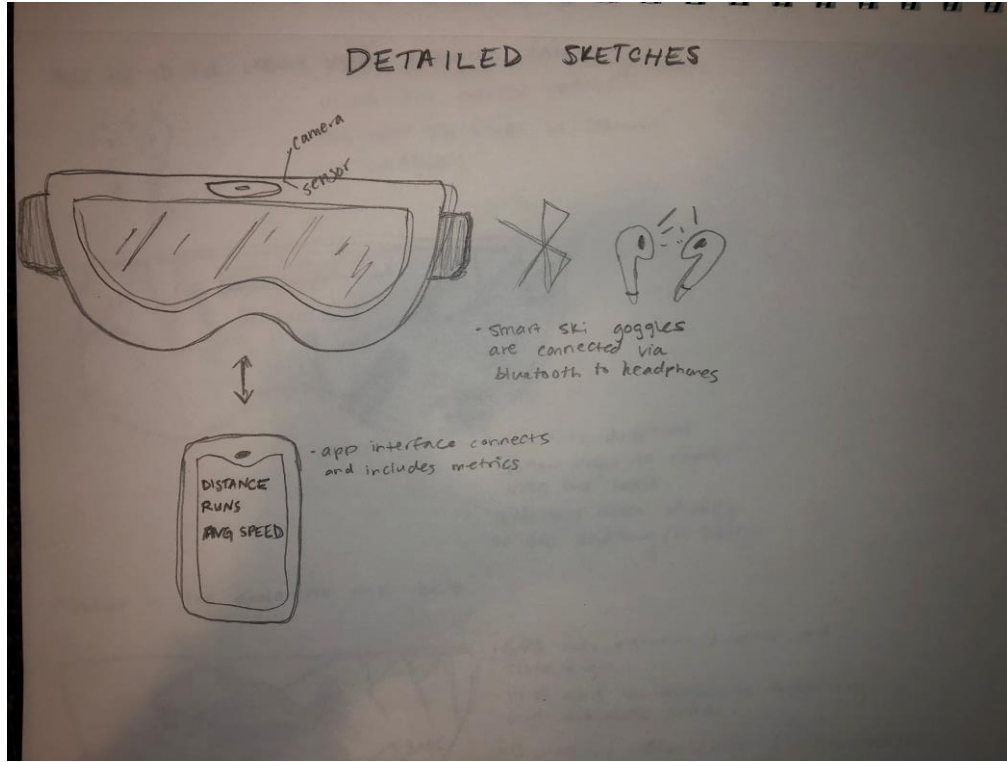 DETAILED SKETCHES
camera
sensor
- smart ski goggles
are connected via
bluetooth to headphones
- app interface connects
and includes metrics
DISTANCE
RUNS
AVG SPEED